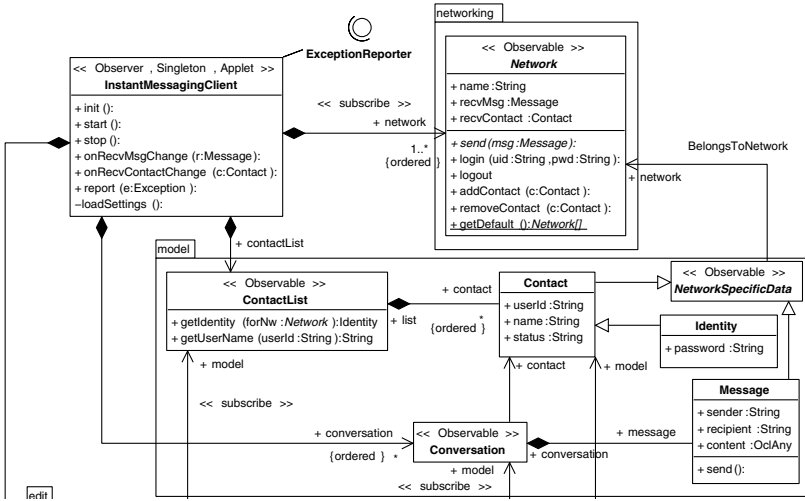 networking
ExceptionReporter
<< Observable >>
Network
+ name :String
+ recvMsg :Message
+ recvContact :Contact
+ send (msg :Message):
+ login (uid :String ,pwd :String ):
+ logout
+ addContact (c:Contact ):
+ removeContact (c:Contact ):
+ getDefault ():Network[]
<< Observer , Singleton , Applet >>
InstantMessagingClient
+ init ():
+ start ():
+ stop ():
+ onRecvMsgChange (r:Message):
+ onRecvContactChange (c:Contact ):
+ report (e:Exception ):
−loadSettings ():
<< subscribe >>
+ network
1..*
{ordered }
BelongsToNetwork
+ network
model
+ contactList
<< Observable >>
ContactList
+ getIdentity (forNw :Network ):Identity
+ getUserName (userId :String ):String
+ contact
+ list
*
{ordered }
Contact
+ userId :String
+ name :String
+ status :String
<< Observable >>
NetworkSpecificData
Identity
+ password :String
+ model
+ contact
+ model
<< subscribe >>
Message
+ sender :String
+ recipient :String
+ content :OclAny
+ send ():
+ conversation
{ordered } *
<< Observable >>
Conversation
+ message
+ conversation
+ model
<< subscribe >>
edit